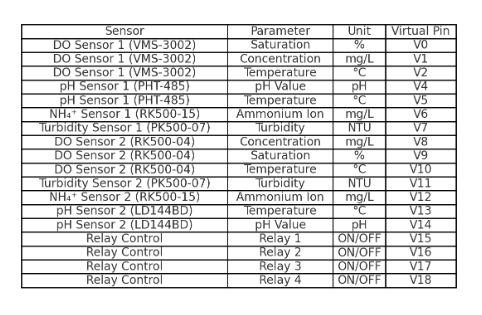 Sensor Parameter Unit Virtual Pin
DO Sensor 1 (VMS-3002) Saturation % V0
DO Sensor 1 (VMS-3002) Concentration mg/L V1
DO Sensor 1 (VMS-3002) Temperature °C V2
pH Sensor 1 (PHT-485) pH Value pH V4
pH Sensor 1 (PHT-485) Temperature °C V5
NH₄⁺ Sensor 1 (RK500-15) Ammonium Ion mg/L V6
Turbidity Sensor 1 (PK500-07) Turbidity NTU V7
DO Sensor 2 (RK500-04) Concentration mg/L V8
DO Sensor 2 (RK500-04) Saturation % V9
DO Sensor 2 (RK500-04) Temperature °C V10
Turbidity Sensor 2 (PK500-07) Turbidity NTU V11
NH₄⁺ Sensor 2 (RK500-15) Ammonium Ion mg/L V12
pH Sensor 2 (LD144BD) Temperature °C V13
pH Sensor 2 (LD144BD) pH Value pH V14
Relay Control Relay 1 ON/OFF V15
Relay Control Relay 2 ON/OFF V16
Relay Control Relay 3 ON/OFF V17
Relay Control Relay 4 ON/OFF V18